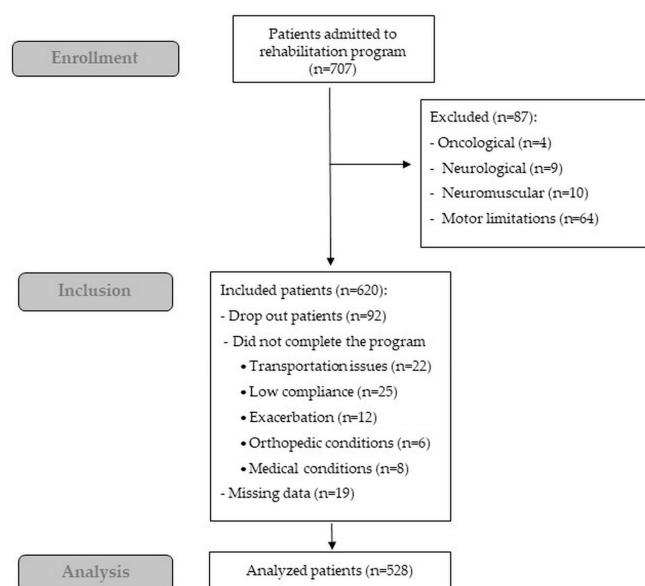 Enrollment
Patients admitted to
rehabilitation program
(n=707)
Excluded (n=87):
- Oncological (n=4)
- Neurological (n=9)
- Neuromuscular (n=10)
- Motor limitations (n=64)
Inclusion
Included patients (n=620):
- Drop out patients (n=92)
- Did not complete the program
• Transportation issues (n=22)
• Low compliance (n=25)
• Exacerbation (n=12)
• Orthopedic conditions (n=6)
• Medical conditions (n=8)
- Missing data (n=19)
Analysis
Analyzed patients (n=528)